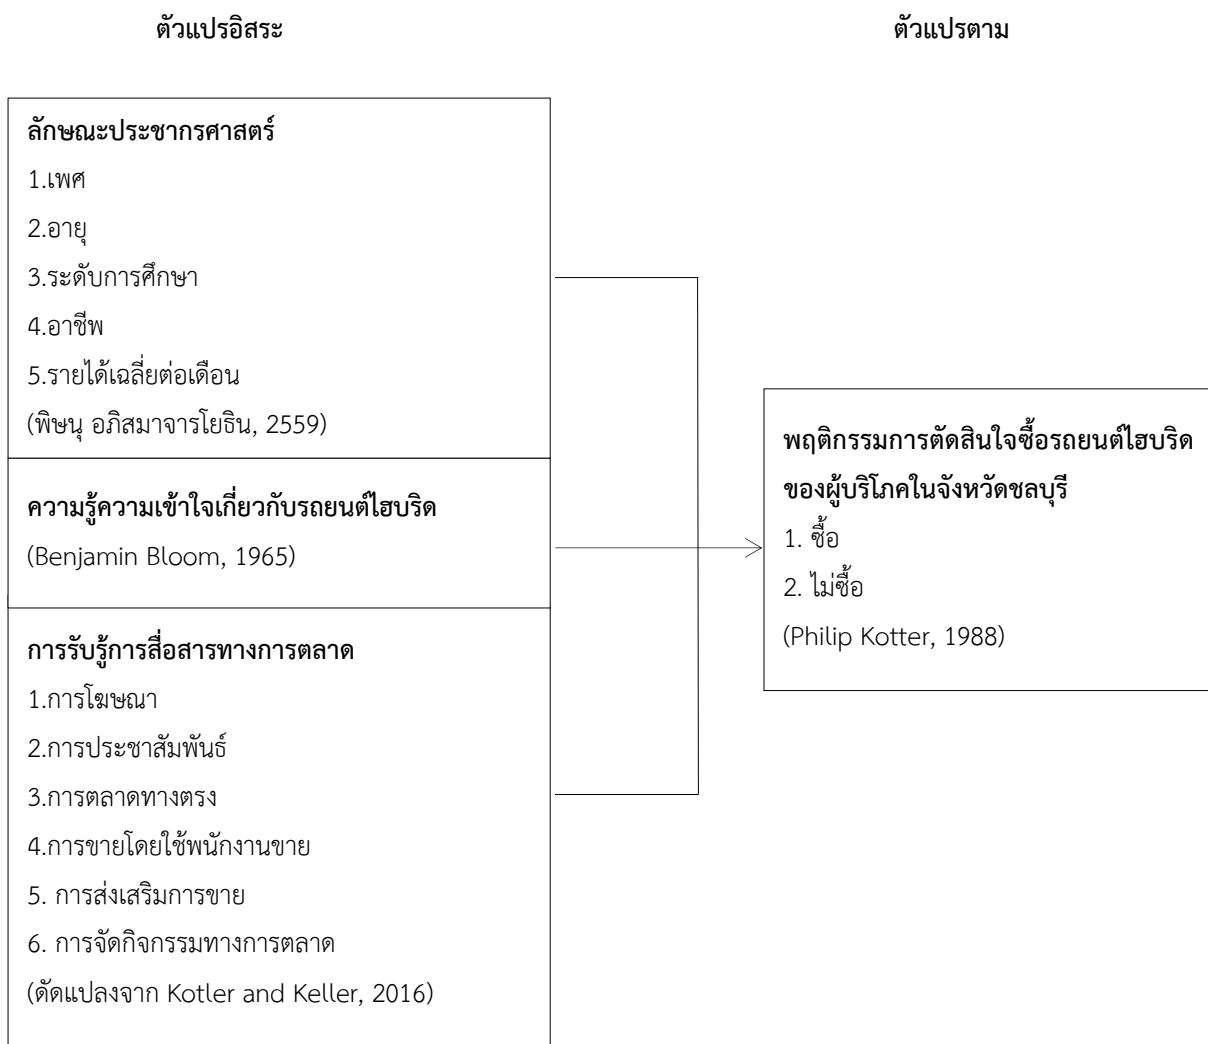 ตัวแปรอิสระ
ตัวแปรตาม
ลักษณะประชากรศาสตร์
1.เพศ
2.อายุ
3.ระดับการศึกษา
4.อาชีพ
5.รายได้เฉลี่ยต่อเดือน
(พิษนุ อภิสมาจารโยธิน, 2559)
ความรู้ความเข้าใจเกี่ยวกับรถยนต์ไฮบริด
(Benjamin Bloom, 1965)
การรับรู้การสื่อสารทางการตลาด
1.การโฆษณา
2.การประชาสัมพันธ์
3.การตลาดทางตรง
4.การขายโดยใช้พนักงานขาย
5. การส่งเสริมการขาย
6. การจัดกิจกรรมทางการตลาด
(ดัดแปลงจาก Kotler and Keller, 2016)
พฤติกรรมการตัดสินใจซื้อรถยนต์ไฮบริด
ของผู้บริโภคในจังหวัดชลบุรี
1. ซื้อ
2. ไม่ซื้อ
(Philip Kotter, 1988)